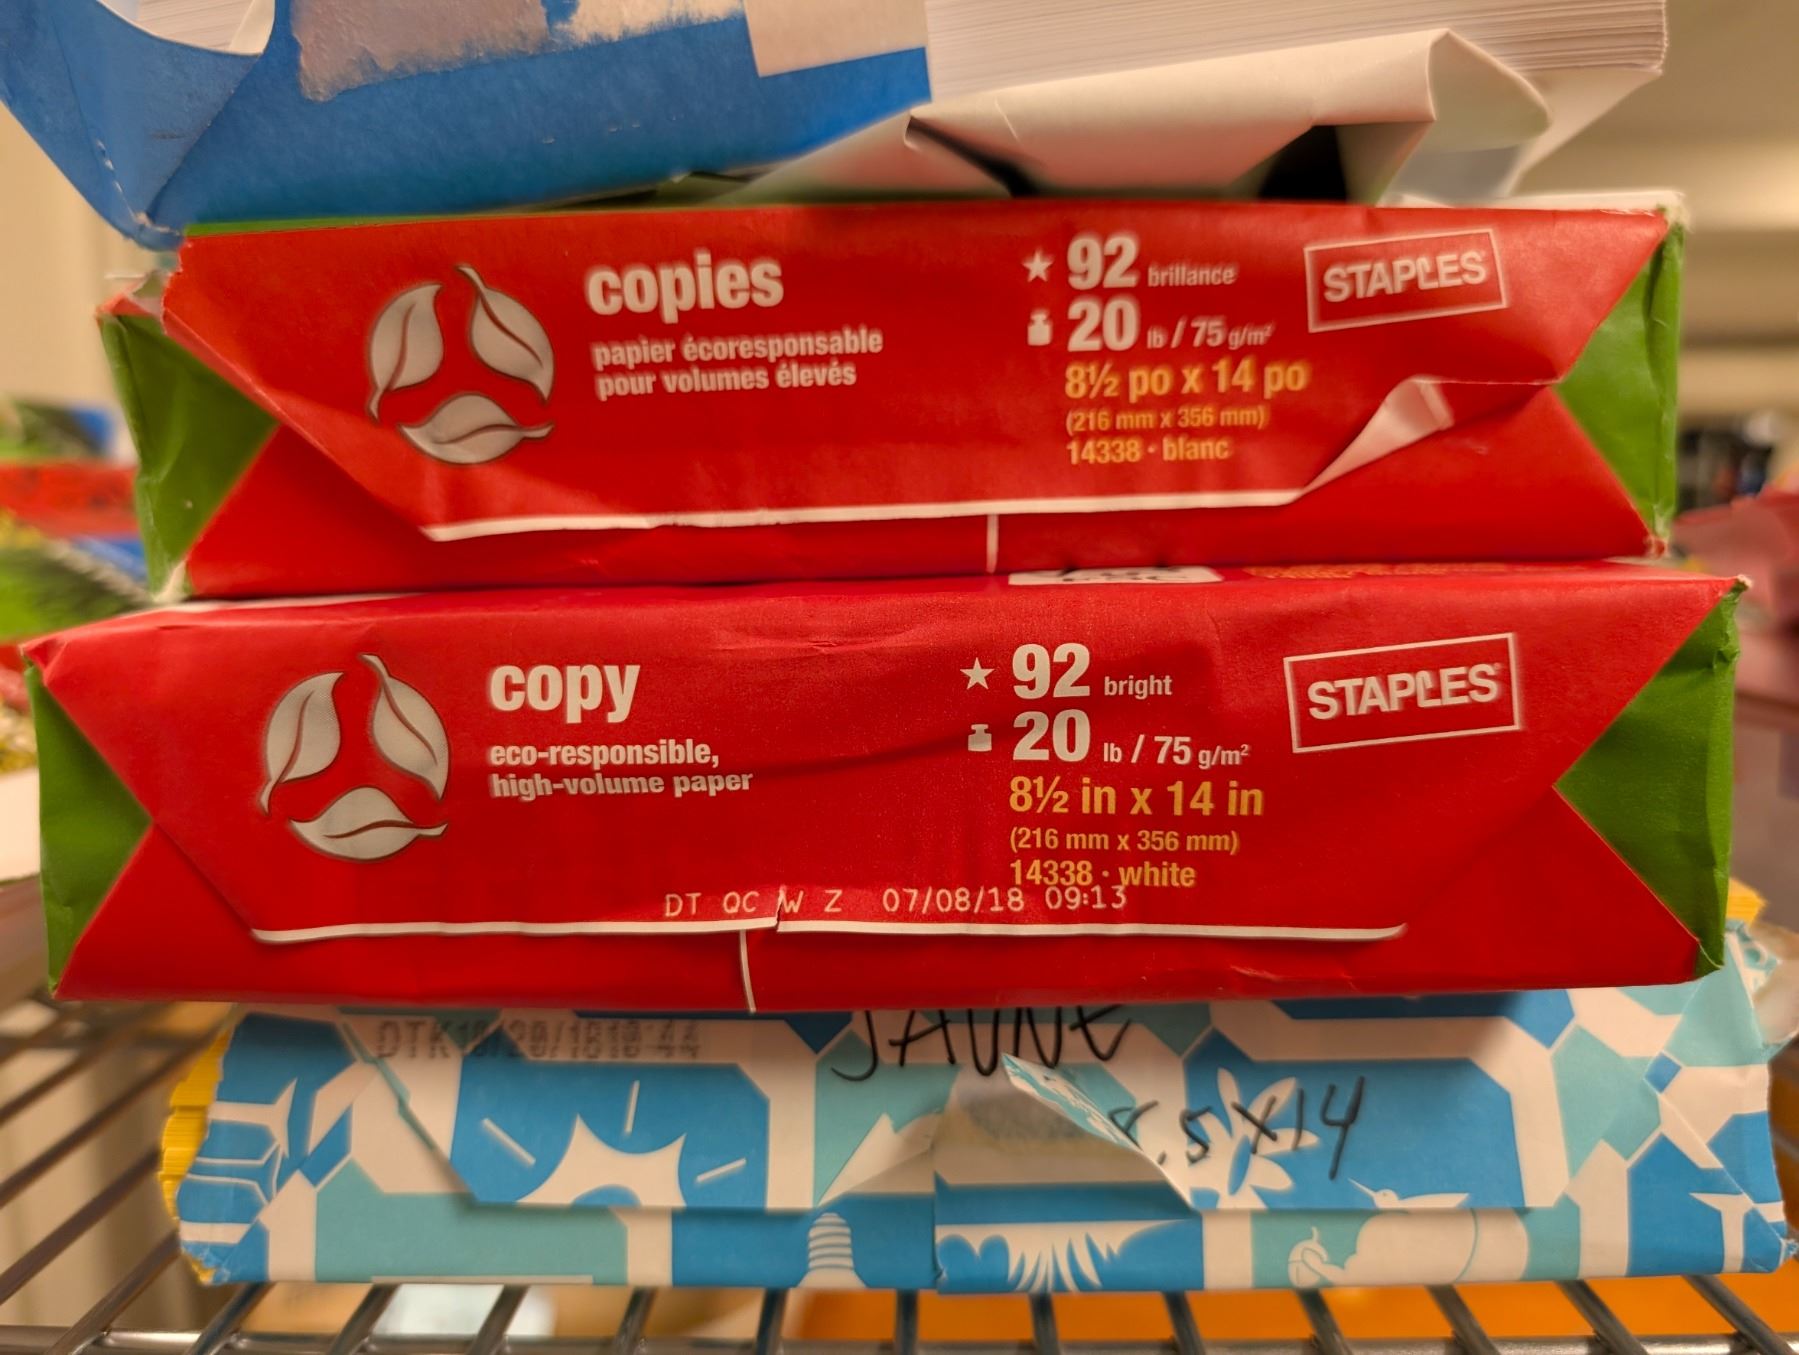 copies
papier écoresponsable
pour volumes élevés
92 brillance
20 lb / 75 g/m²
8½ po x 14 po
(216 mm x 356 mm)
14338 · blanc
STAPLES
copy
eco-responsible,
high-volume paper
92 bright
20 lb / 75 g/m²
8½ in x 14 in
(216 mm x 356 mm)
14338 · white
STAPLES
DT QC W Z 07/08/18 09:13
JAUNE
8.5X14